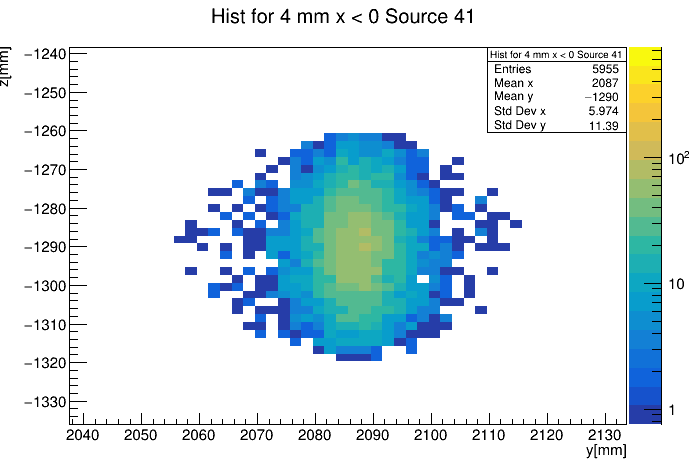 Hist for 4 mm x < 0 Source 41
z[mm]
Hist for 4 mm x < 0 Source 41
Entries 5955
Mean x 2087
Mean y −1290
Std Dev x 5.974
Std Dev y 11.39
−1240
−1250
−1260
−1270
−1280
−1290
−1300
−1310
−1320
−1330
10²
10
1
2040 2050 2060 2070 2080 2090 2100 2110 2120 2130
y[mm]